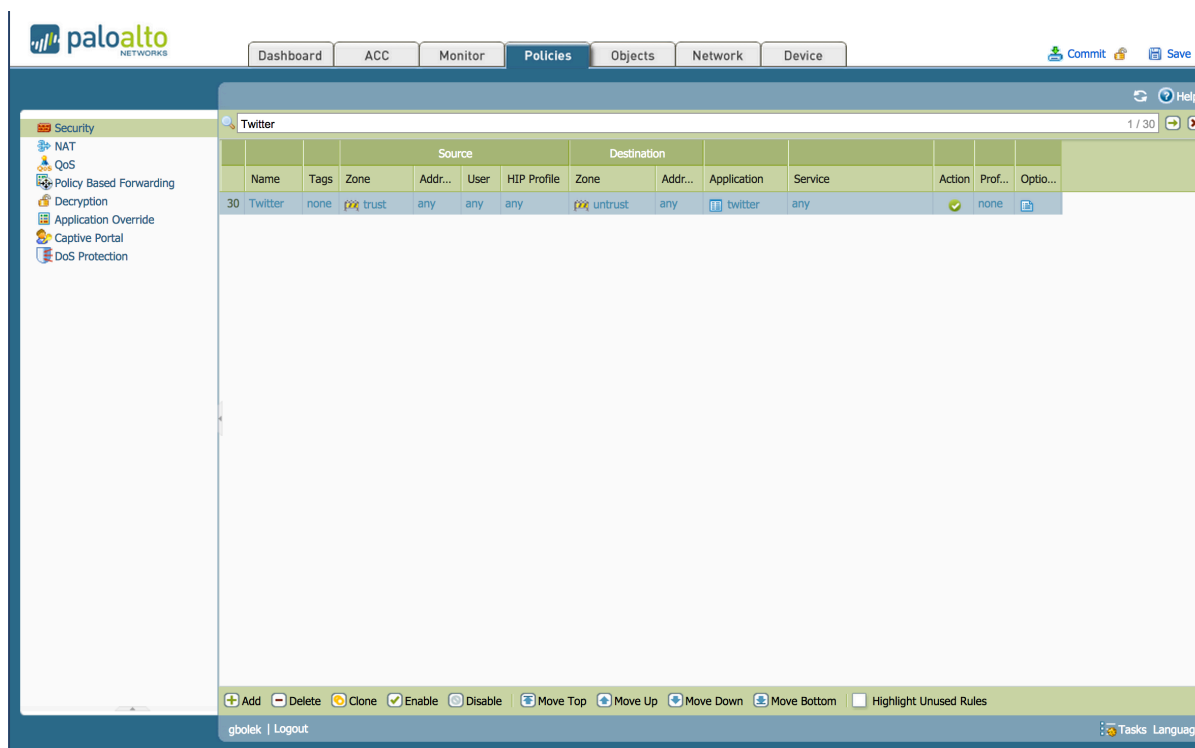 paloalto
NETWORKS
Dashboard ACC Monitor Policies Objects Network Device
Commit Save
Help
Security
NAT
QoS
Policy Based Forwarding
Decryption
Application Override
Captive Portal
DoS Protection
Twitter 1 / 30
Source Destination
Name Tags Zone Addr... User HIP Profile Zone Addr... Application Service Action Prof... Optio...
30 Twitter none trust any any any untrust any twitter any none
Add Delete Clone Enable Disable Move Top Move Up Move Down Move Bottom Highlight Unused Rules
gbolek | Logout
Tasks Languag